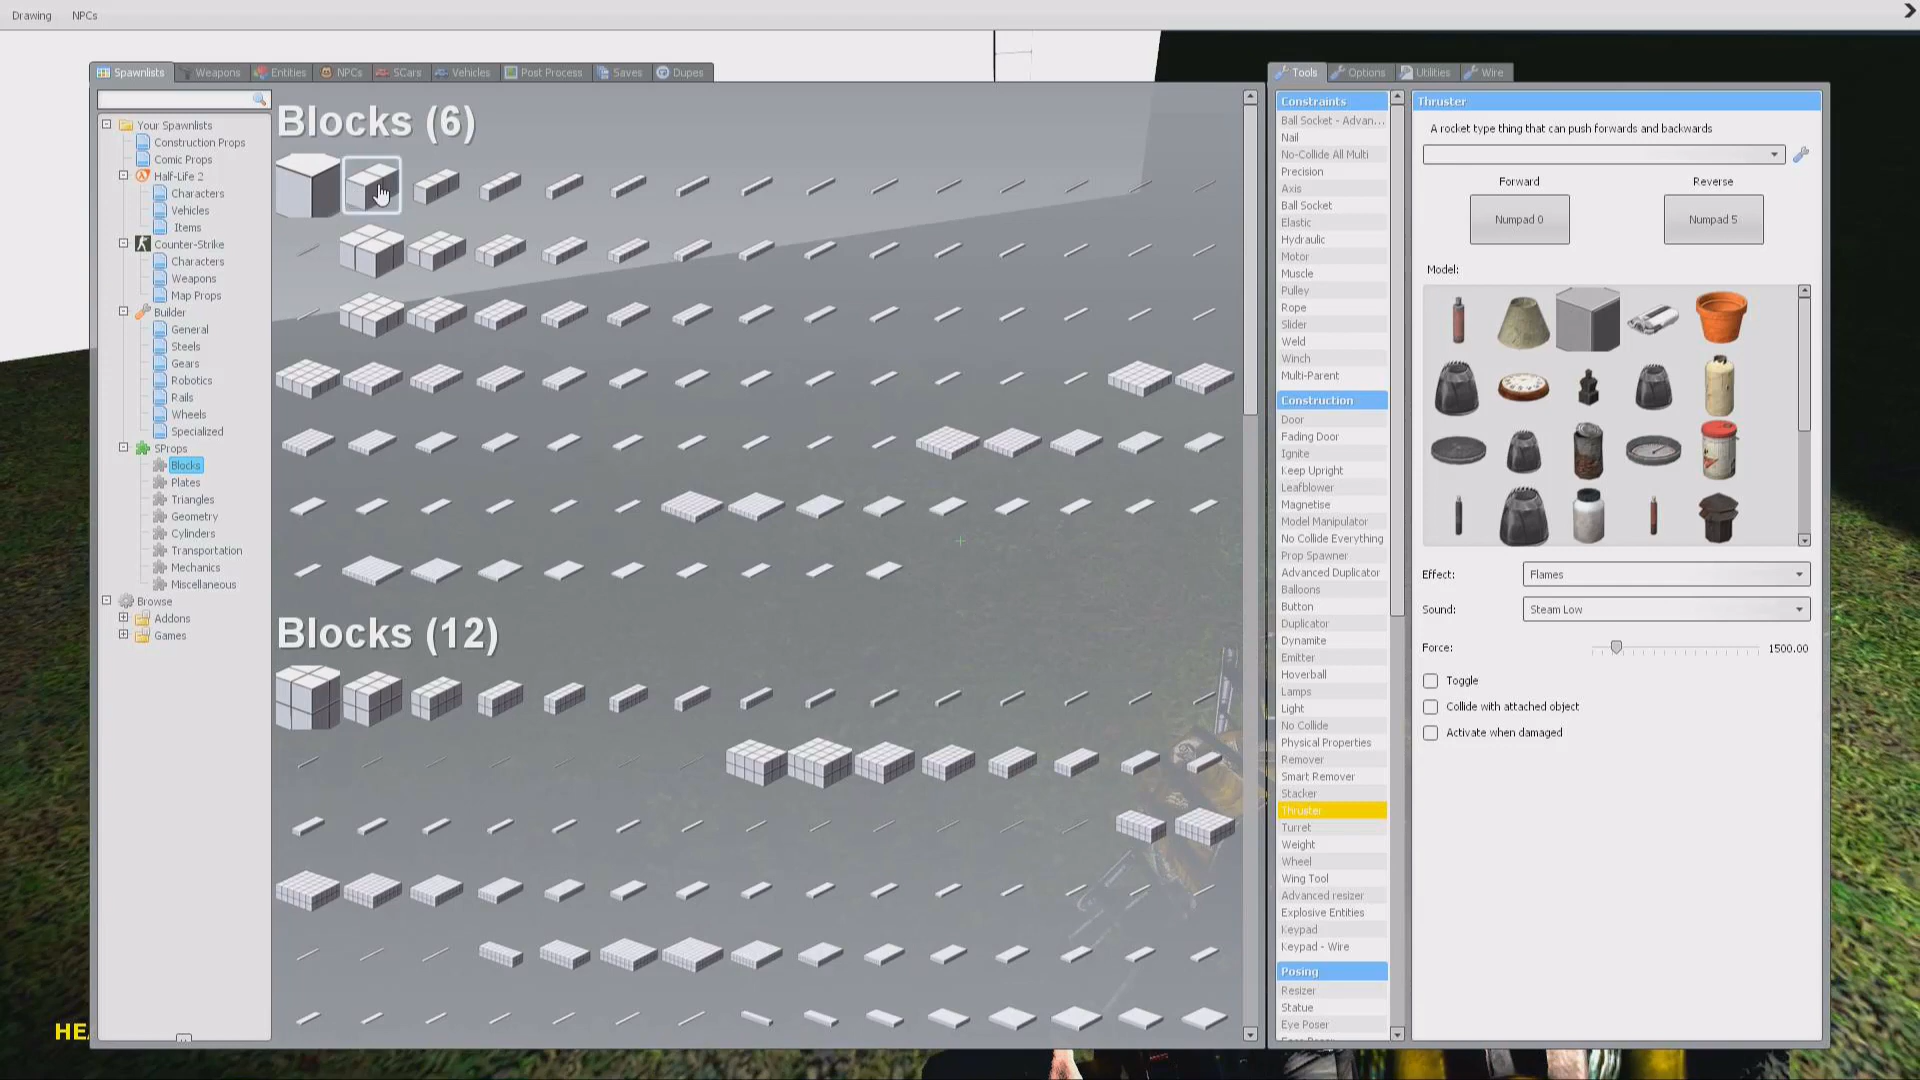 Drawing NPCs
Spawnlists Weapons Entities NPCs SCars Vehicles Post Process Saves Dupes
Your Spawnlists
Construction Props
Comic Props
Half-Life 2
Characters
Vehicles
Items
Counter-Strike
Characters
Weapons
Map Props
Builder
General
Steels
Gears
Robotics
Rails
Wheels
Specialized
SProps
Blocks
Plates
Triangles
Geometry
Cylinders
Transportation
Mechanics
Miscellaneous
Browse
Addons
Games
Blocks (6)
Blocks (12)
Tools Options Utilities Wire
Constraints
Ball Socket - Advan...
Nail
No-Collide All Multi
Precision
Axis
Ball Socket
Elastic
Hydraulic
Motor
Muscle
Pulley
Rope
Slider
Weld
Winch
Multi-Parent
Construction
Door
Fading Door
Ignite
Keep Upright
Leafblower
Magnetise
Model Manipulator
No Collide Everything
Prop Spawner
Advanced Duplicator
Balloons
Button
Duplicator
Dynamite
Emitter
Hoverball
Lamps
Light
No Collide
Physical Properties
Remover
Smart Remover
Stacker
Thruster
Turret
Weight
Wheel
Wing Tool
Advanced resizer
Explosive Entities
Keypad
Keypad - Wire
Posing
Resizer
Statue
Eye Poser
Thruster
A rocket type thing that can push forwards and backwards
Forward Reverse
Numpad 0 Numpad 5
Model:
Effect: Flames
Sound: Steam Low
Force: 1500.00
Toggle
Collide with attached object
Activate when damaged